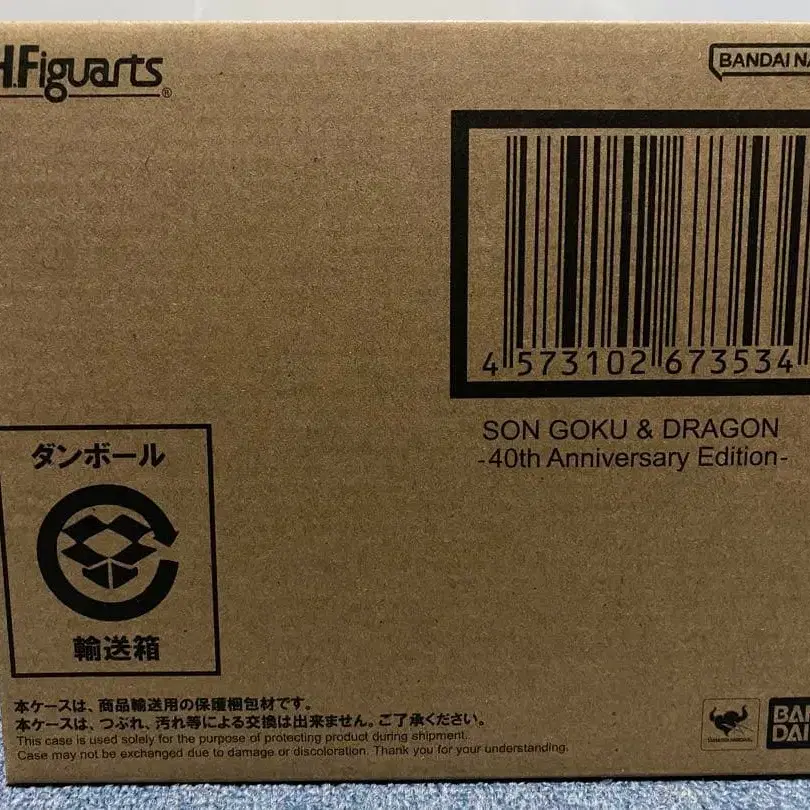 H.Figuarts®
BANDAI NA
4 573102 673534
SON GOKU & DRAGON
-40th Anniversary Edition-
ダンボール
輸送箱
本ケースは、商品輸送用の保護梱包材です。
本ケースは、つぶれ、汚れ等による交換は出来ません。ご了承ください。
This case is used solely for the purpose of protecting product during shipment.
Case may not be exchanged due to damage or discoloration. Thank you for your understanding.
BAN
DAI